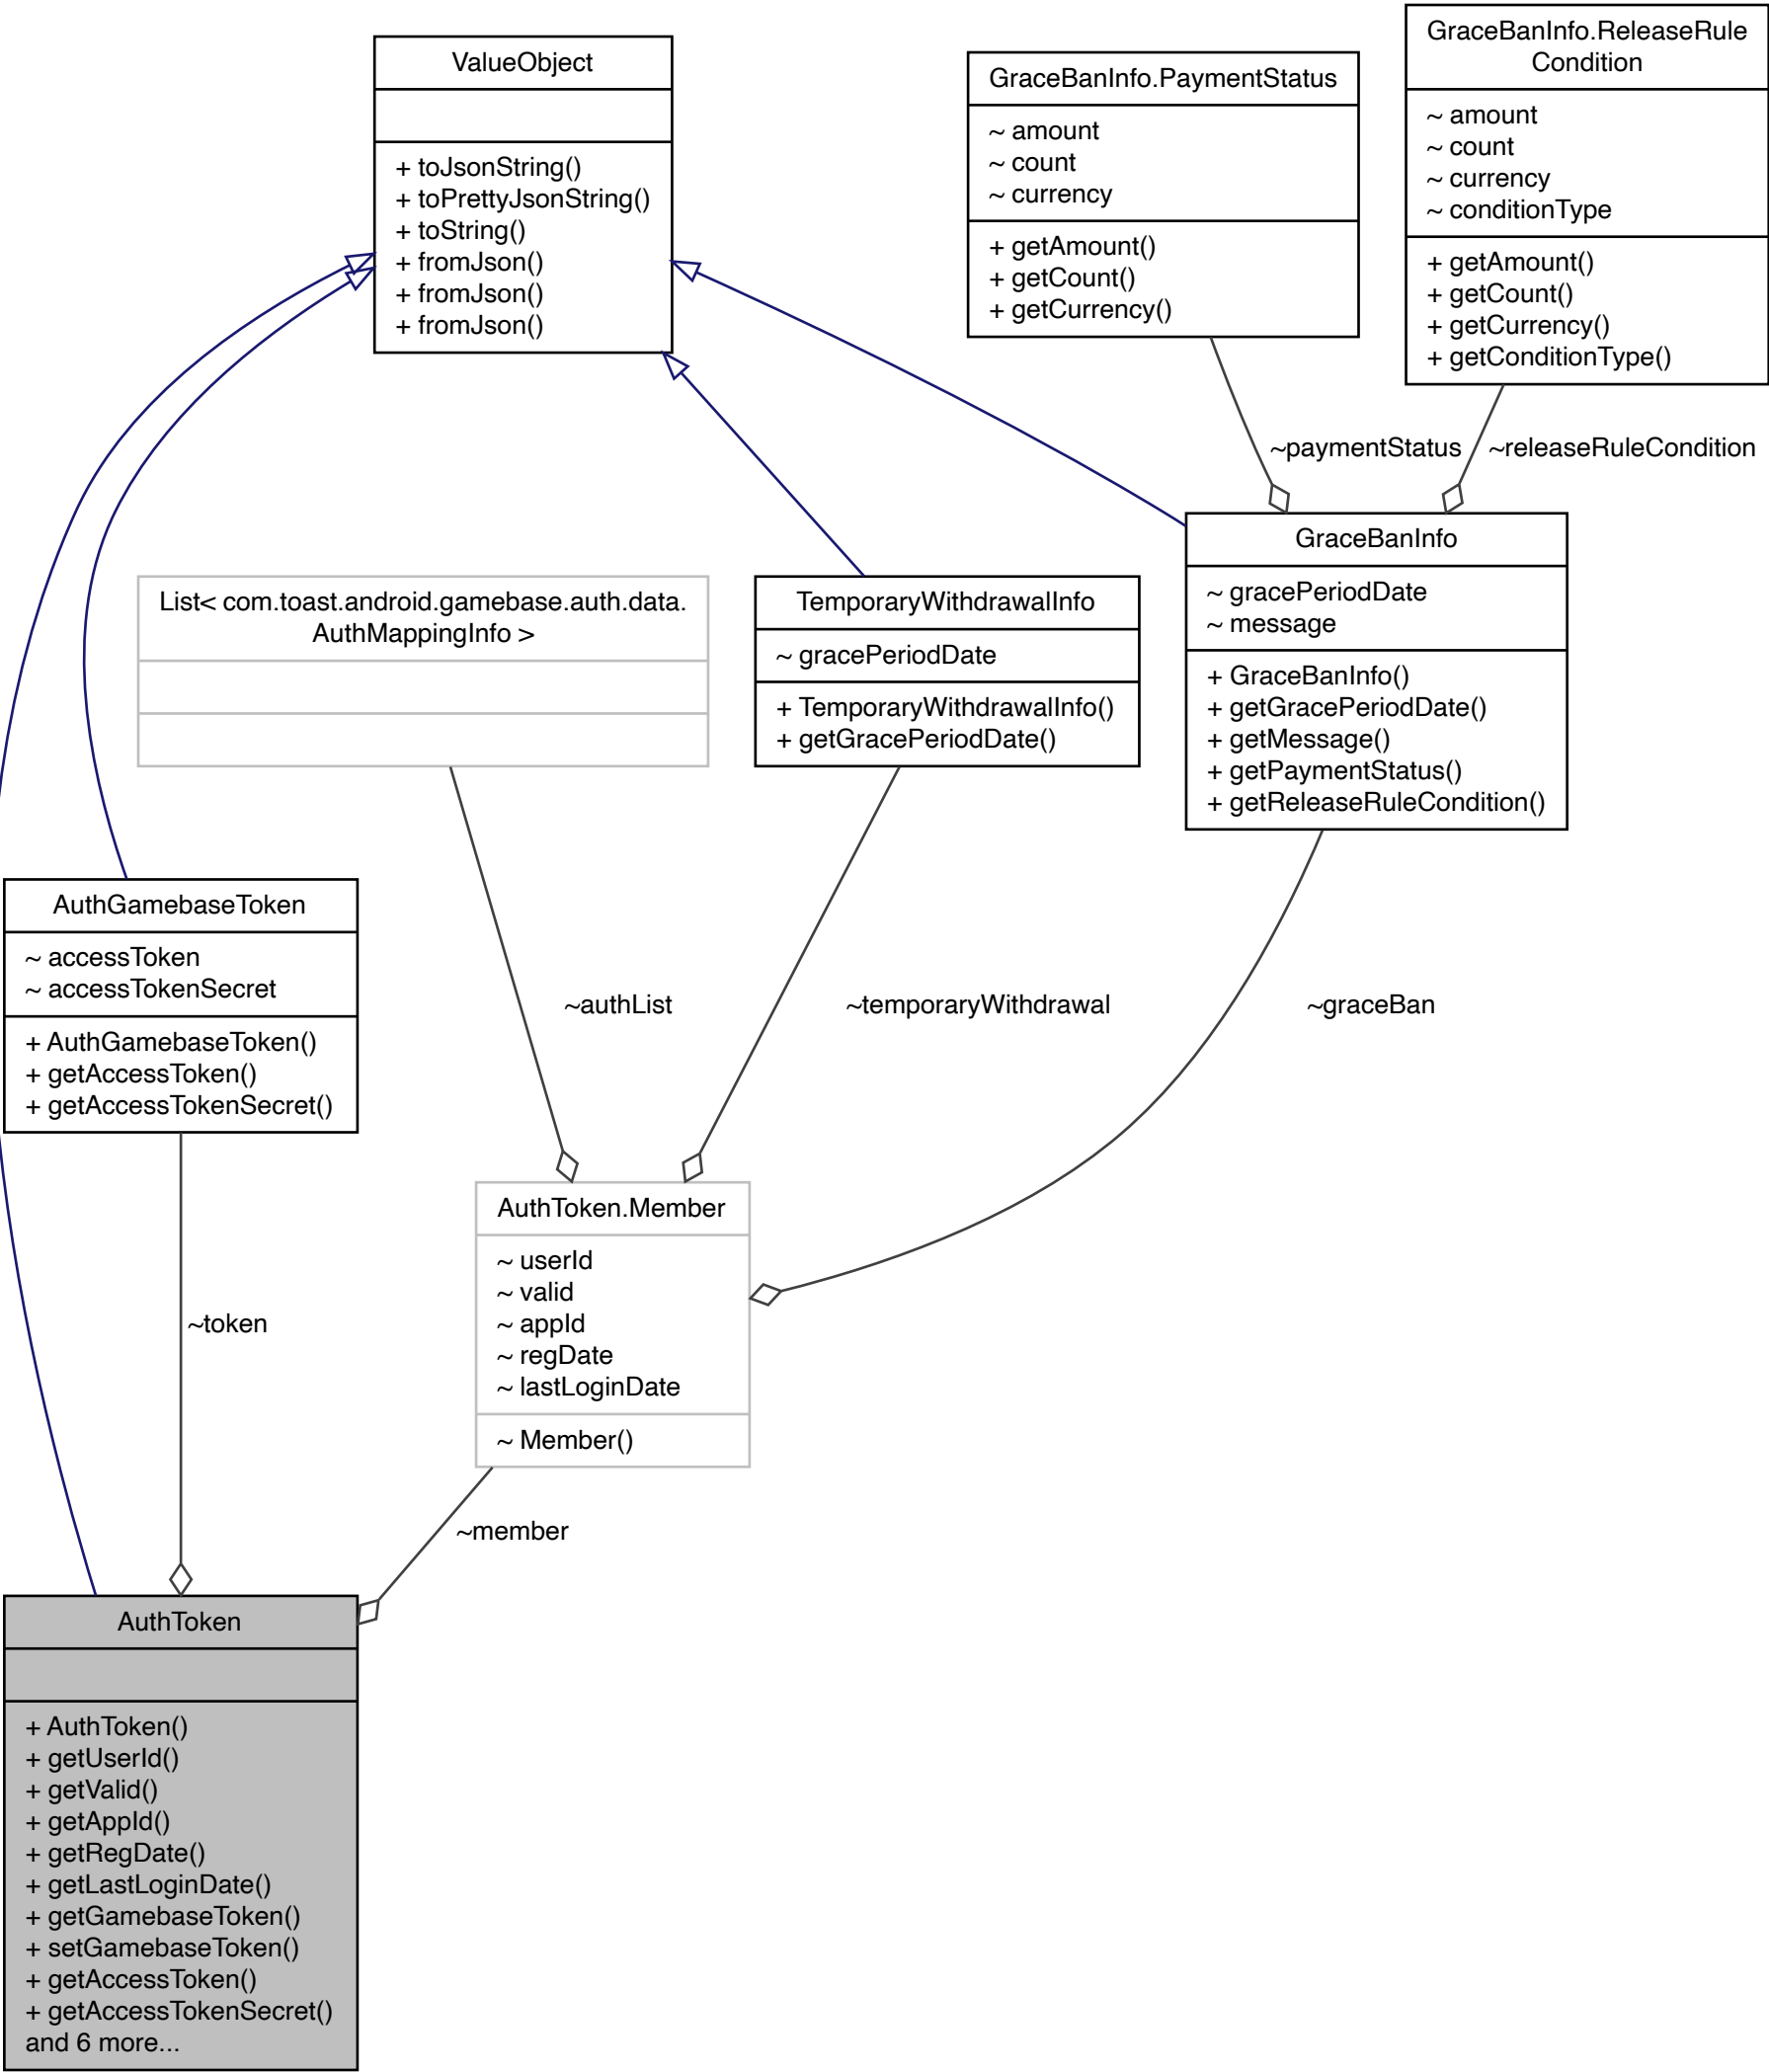 ValueObject
+ toJsonString()
+ toPrettyJsonString()
+ toString()
+ fromJson()
+ fromJson()
+ fromJson()
GraceBanInfo.PaymentStatus
~ amount
~ count
~ currency
+ getAmount()
+ getCount()
+ getCurrency()
GraceBanInfo.ReleaseRule
Condition
~ amount
~ count
~ currency
~ conditionType
+ getAmount()
+ getCount()
+ getCurrency()
+ getConditionType()
~paymentStatus
~releaseRuleCondition
List< com.toast.android.gamebase.auth.data.
AuthMappingInfo >
TemporaryWithdrawalInfo
~ gracePeriodDate
+ TemporaryWithdrawalInfo()
+ getGracePeriodDate()
GraceBanInfo
~ gracePeriodDate
~ message
+ GraceBanInfo()
+ getGracePeriodDate()
+ getMessage()
+ getPaymentStatus()
+ getReleaseRuleCondition()
AuthGamebaseToken
~ accessToken
~ accessTokenSecret
+ AuthGamebaseToken()
+ getAccessToken()
+ getAccessTokenSecret()
~authList
~temporaryWithdrawal
~graceBan
AuthToken.Member
~ userId
~ valid
~ appId
~ regDate
~ lastLoginDate
~ Member()
~token
~member
AuthToken
+ AuthToken()
+ getUserId()
+ getValid()
+ getAppId()
+ getRegDate()
+ getLastLoginDate()
+ getGamebaseToken()
+ setGamebaseToken()
+ getAccessToken()
+ getAccessTokenSecret()
and 6 more...